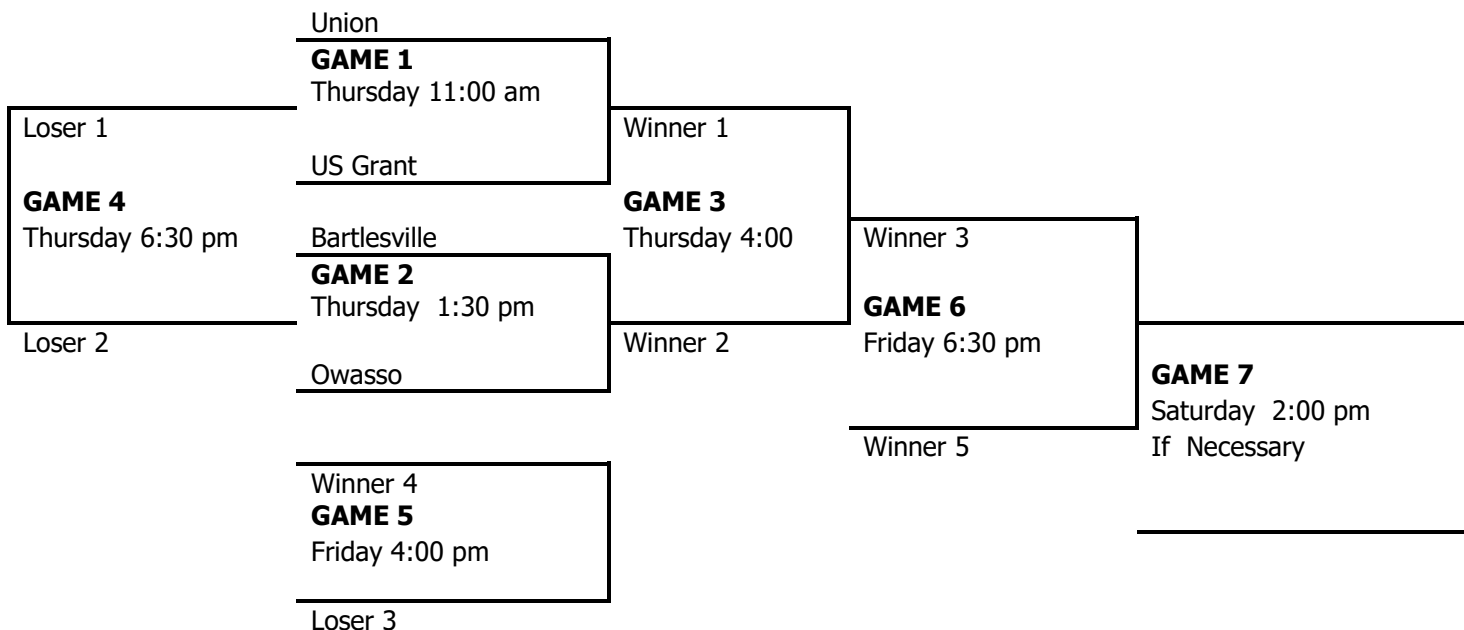 Union
GAME 1
Thursday 11:00 am
Loser 1
Winner 1
US Grant
GAME 4
GAME 3
Thursday 6:30 pm
Bartlesville
Thursday 4:00
Winner 3
GAME 2
Thursday 1:30 pm
GAME 6
Loser 2
Winner 2
Friday 6:30 pm
Owasso
GAME 7
Saturday 2:00 pm
Winner 5
If Necessary
Winner 4
GAME 5
Friday 4:00 pm
Loser 3